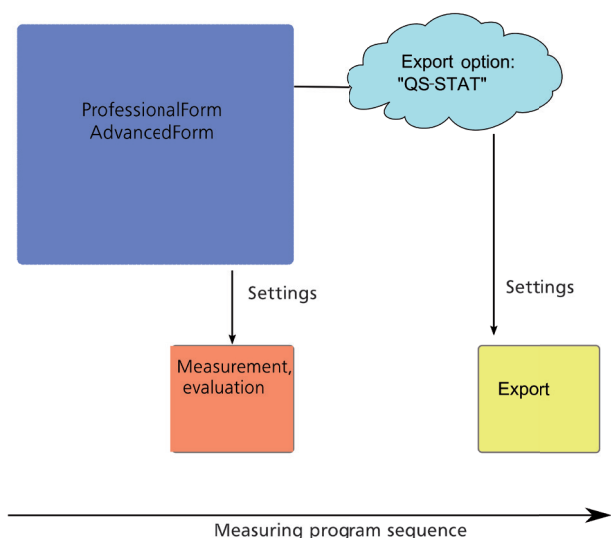 Export option:
"QS-STAT"
ProfessionalForm
AdvancedForm
Settings
Settings
Measurement,
evaluation
Export
Measuring program sequence